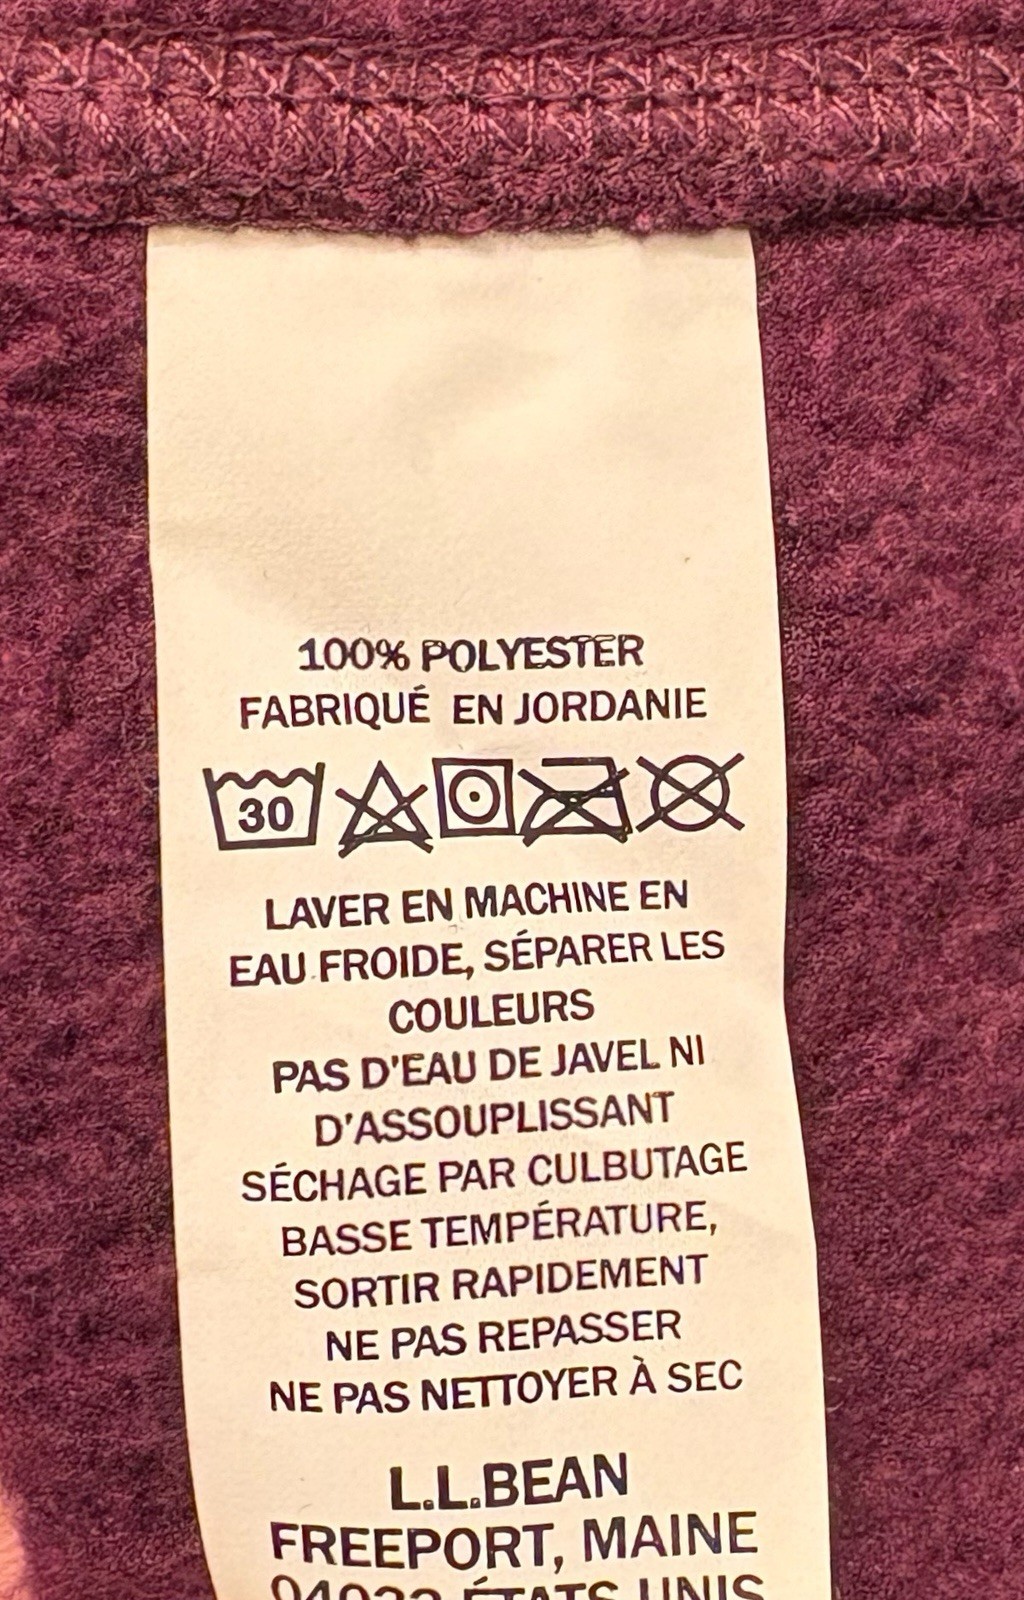 100% POLYESTER
FABRIQUÉ EN JORDANIE
30
LAVER EN MACHINE EN
EAU FROIDE, SÉPARER LES
COULEURS
PAS D'EAU DE JAVEL NI
D'ASSOUPLISSANT
SÉCHAGE PAR CULBUTAGE
BASSE TEMPÉRATURE,
SORTIR RAPIDEMENT
NE PAS REPASSER
NE PAS NETTOYER À SEC
L.L.BEAN
FREEPORT, MAINE
ÉTATS UNIS